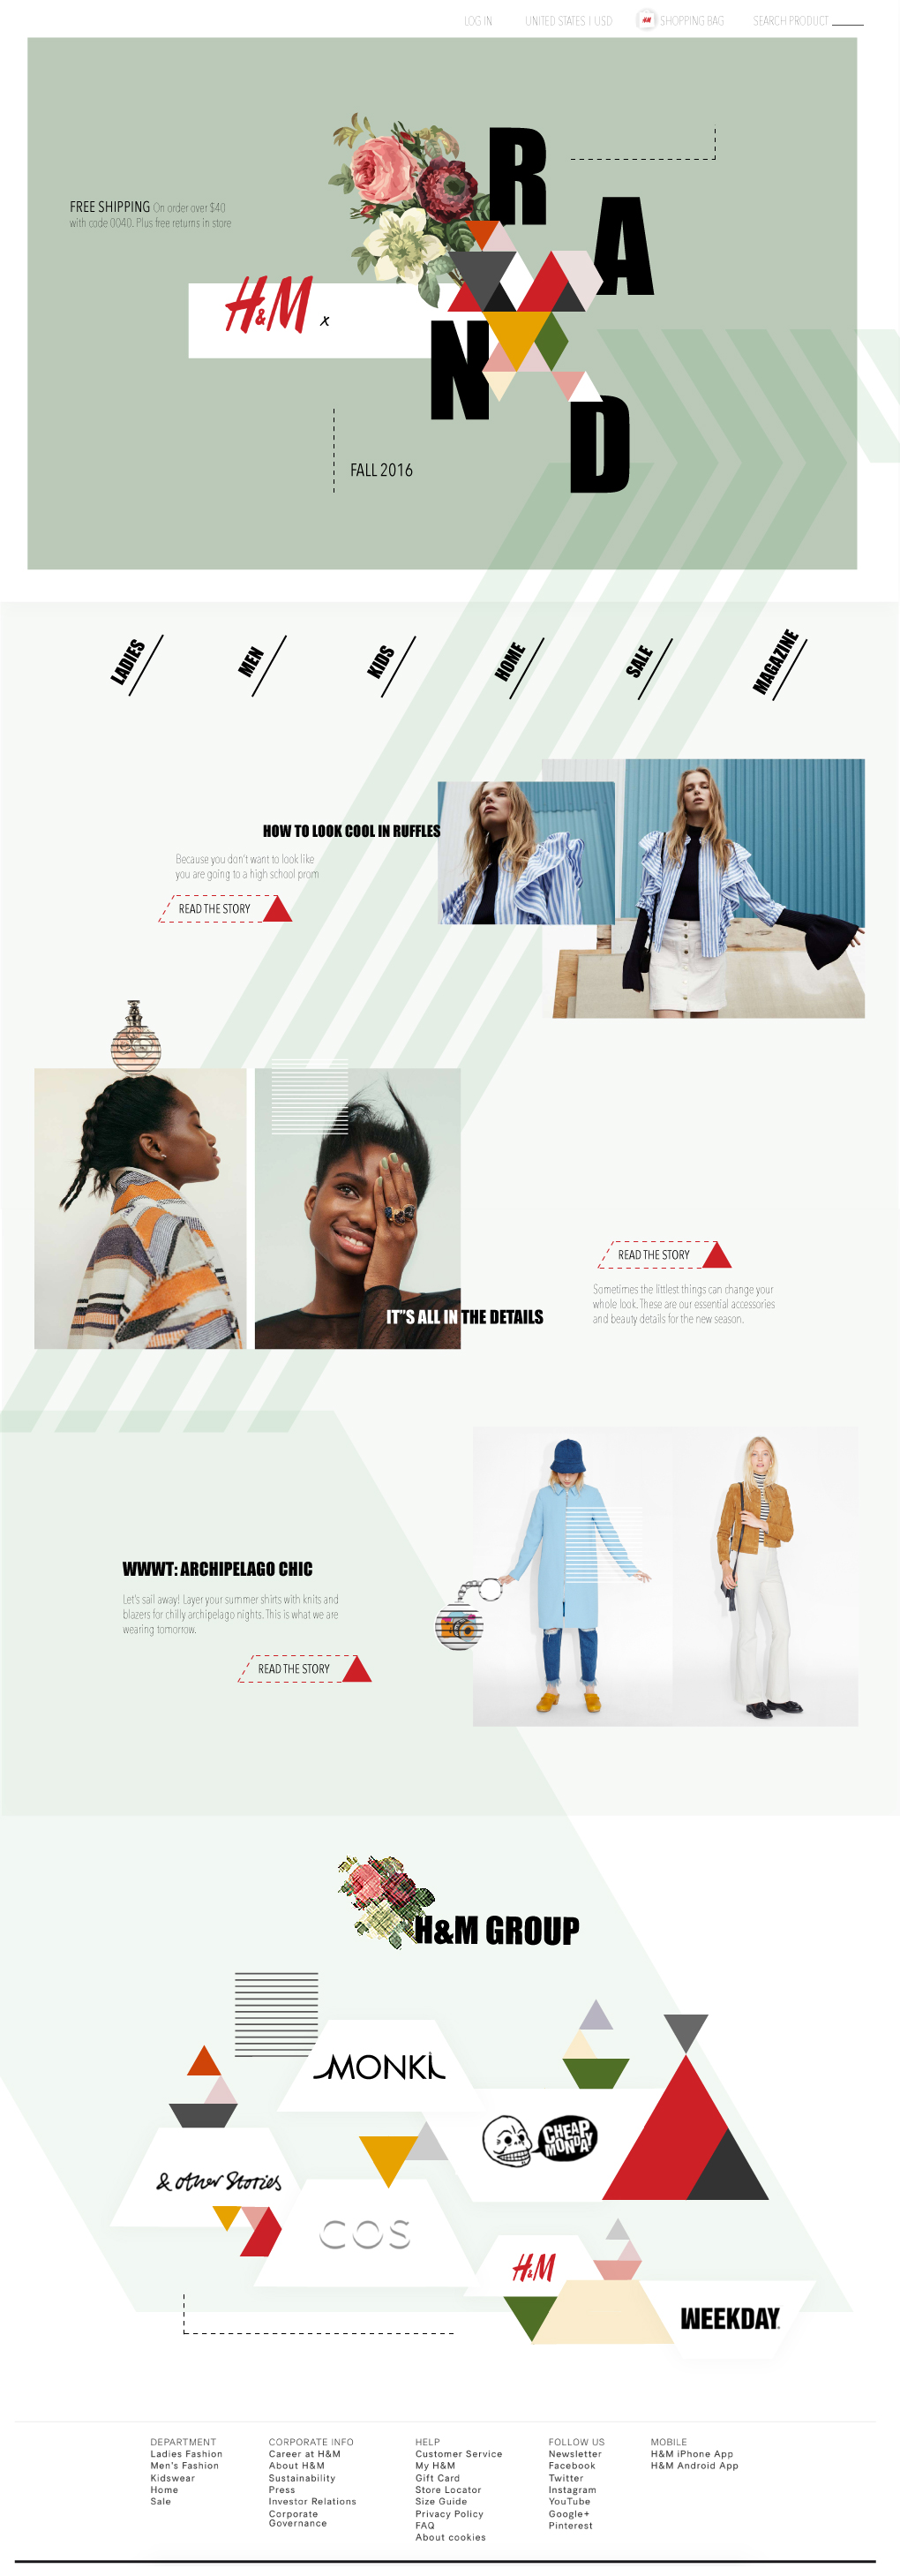 LOG IN
UNITED STATES I USD
H&M
SHOPPING BAG
SEARCH PRODUCT
R
A
N
D
FREE SHIPPING On order over $40
with code 0040. Plus free returns in store
H&M x
FALL 2016
LADIES
MEN
KIDS
HOME
SALE
MAGAZINE
HOW TO LOOK COOL IN RUFFLES
Because you don't want to look like
you are going to a high school prom
READ THE STORY
READ THE STORY
Sometimes the littlest things can change your
whole look. These are our essential accessories
and beauty details for the new season.
IT"S ALL IN THE DETAILS
WWWT: ARCHIPELAGO CHIC
Let's sail away! Layer your summer shirts with knits and
blazers for chilly archipelago nights. This is what we are
wearing tomorrow.
READ THE STORY
H&M GROUP
MONKI
CHEAP
MONDAY
& other Stories
COS
H&M
WEEKDAY
DEPARTMENT
Ladies Fashion
Men's Fashion
Kidswear
Home
Sale
CORPORATE INFO
Career at H&M
About H&M
Sustainability
Press
Investor Relations
Corporate
Governance
HELP
Customer Service
My H&M
Gift Card
Store Locator
Size Guide
Privacy Policy
FAQ
About cookies
FOLLOW US
Newsletter
Facebook
Twitter
Instagram
YouTube
Google+
Pinterest
MOBILE
H&M iPhone App
H&M Android App